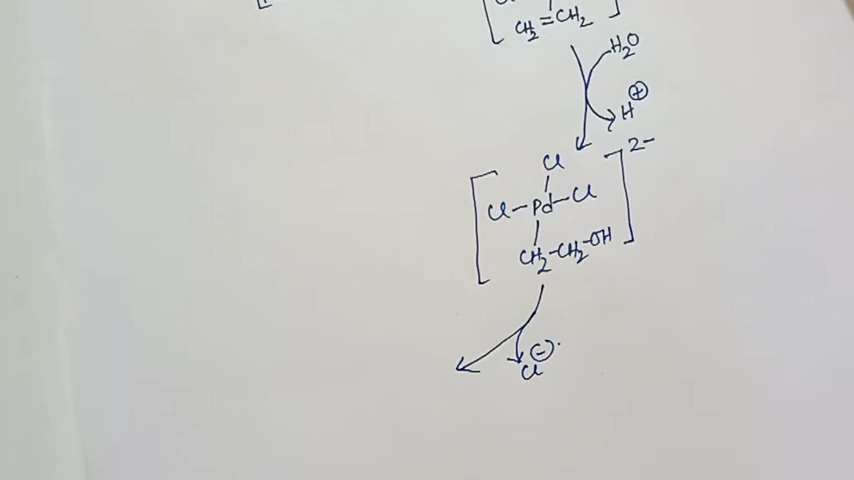 CH₂=CH₂
H₂O
H⊕
2-
Cl
Cl-Pd-Cl
CH₂-CH₂-OH
Cl⊖